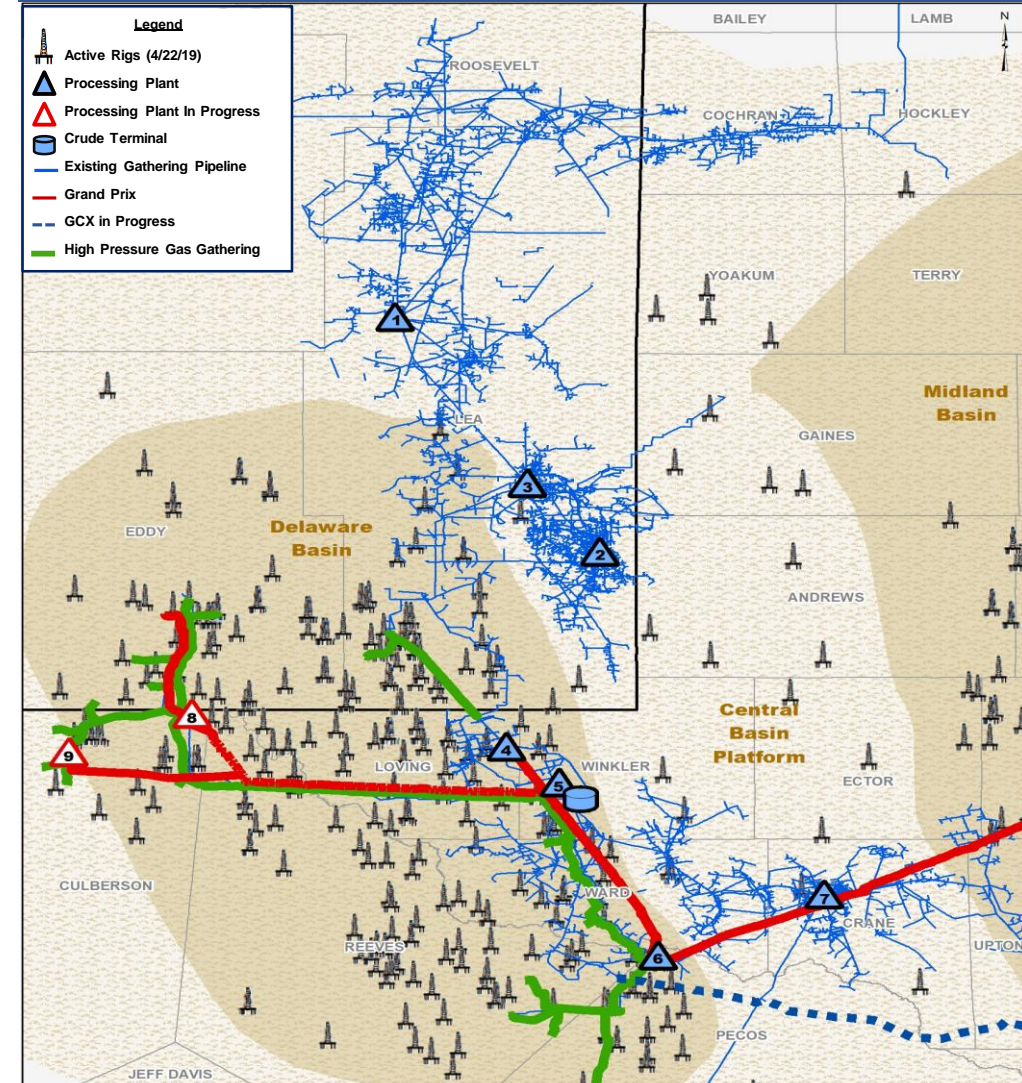 Legend
Active Rigs (4/22/19)
Processing Plant
Processing Plant In Progress
Crude Terminal
Existing Gathering Pipeline
Grand Prix
GCX in Progress
High Pressure Gas Gathering
BAILEY
LAMB
N
ROOSEVELT
COCHRAN
HOCKLEY
YOAKUM
TERRY
1
LEA
Midland
Basin
GAINES
3
EDDY
Delaware
Basin
2
ANDREWS
Central
Basin
Platform
8
9
4
LOVING
WINKLER
5
ECTOR
CULBERSON
WARD
7
CRANE
REEVES
UPTON
6
PECOS
JEFF DAVIS